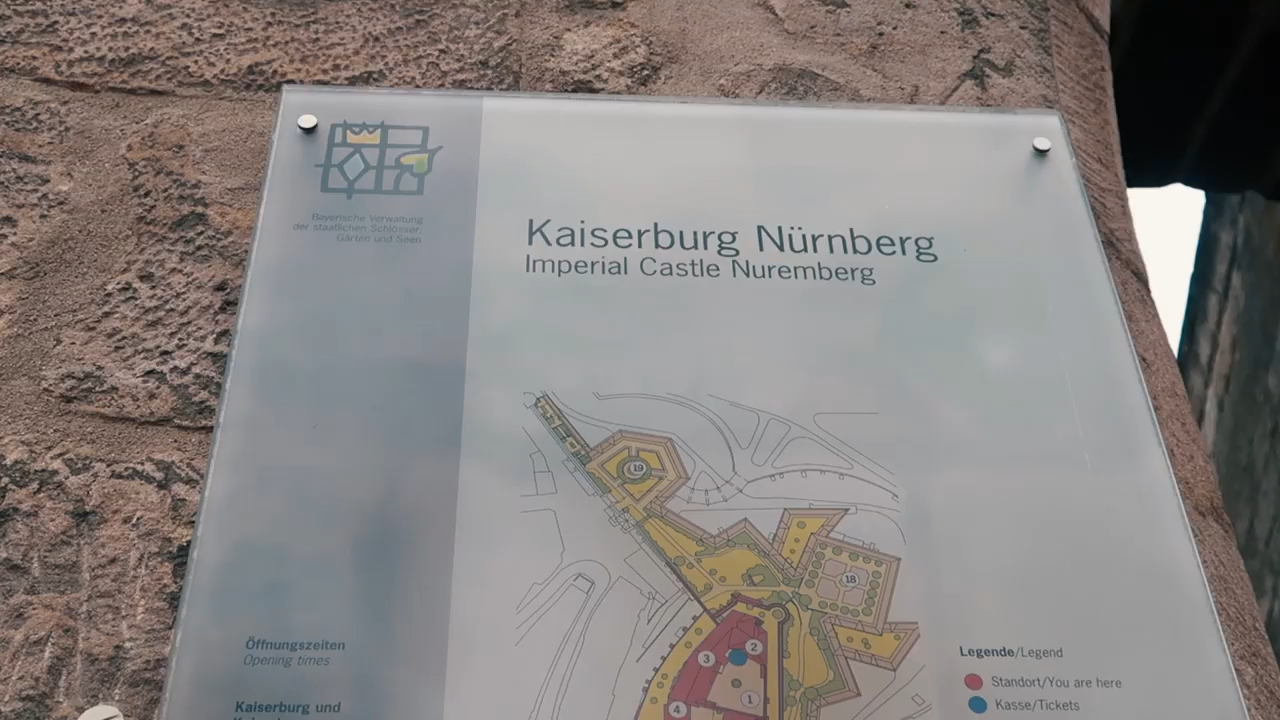 Bayerische Verwaltung
der staatlichen Schlösser,
Gärten und Seen
Kaiserburg Nürnberg
Imperial Castle Nuremberg
19
18
2
3
1
4
Öffnungszeiten
Opening times
Kaiserburg und
Legende/Legend
Standort/You are here
Kasse/Tickets